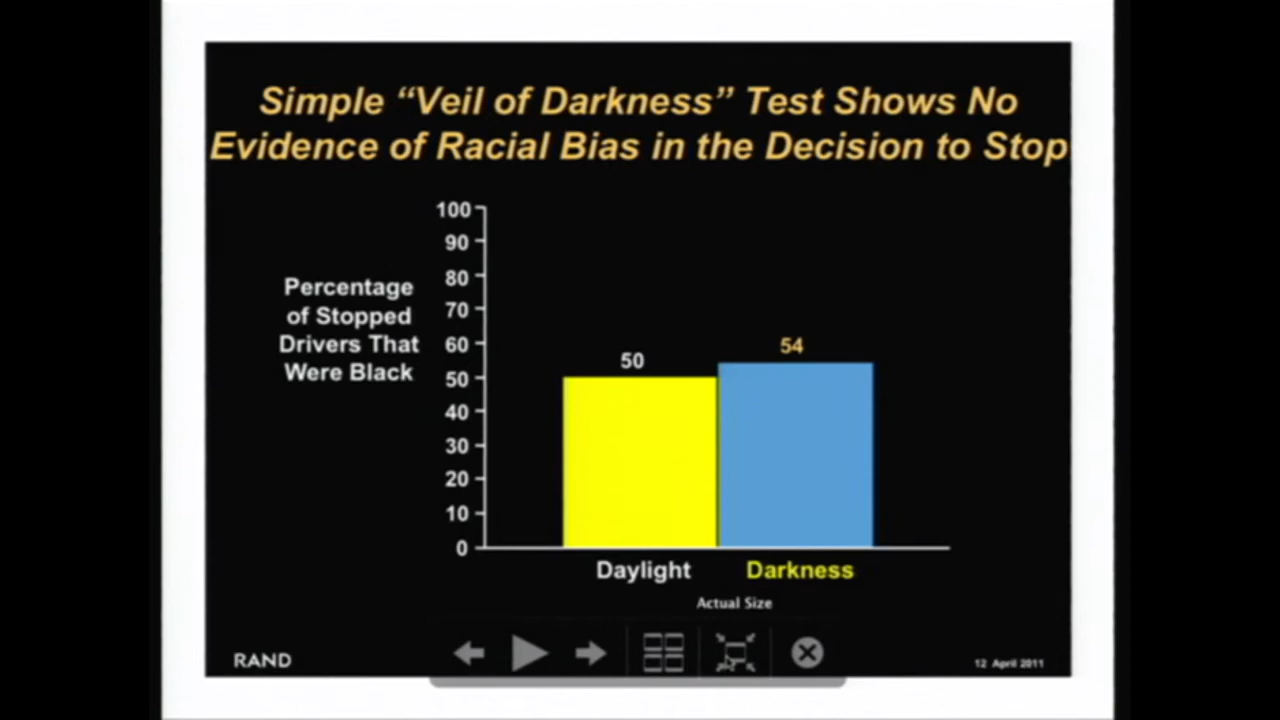 Simple “Veil of Darkness” Test Shows No
Evidence of Racial Bias in the Decision to Stop
Percentage
of Stopped
Drivers That
Were Black
100
90
80
70
60
50
40
30
20
10
0
50
54
Daylight
Darkness
Actual Size
RAND
12 April 2011